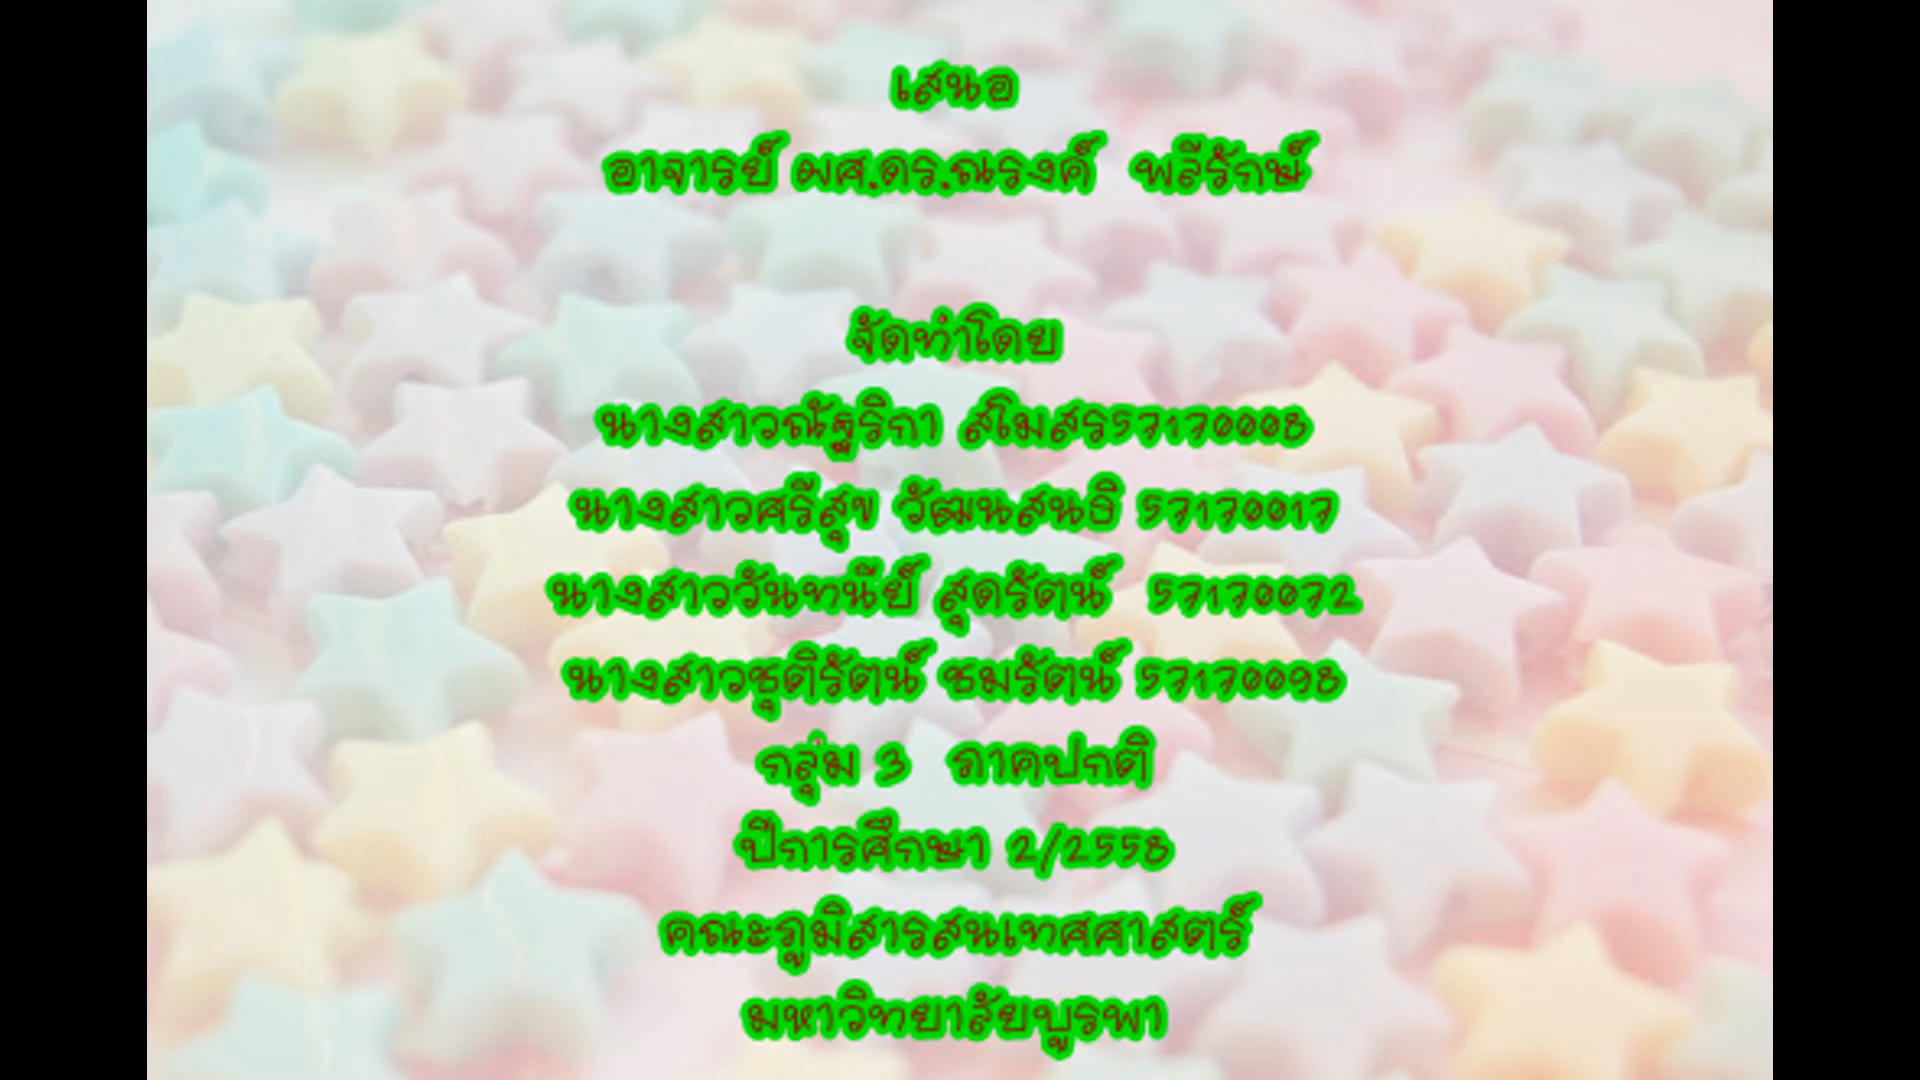 เสนอ
อาจารย์ ผศ.ดร.ณรงค์ พลีรักษ์
จัดทำโดย
นางสาวณัฐริกา สโมสร57170008
นางสาวศรีสุข วัฒนสนธิ 57170017
นางสาววันทนีย์ สุดรัตน์ 57170072
นางสาวชุติรัตน์ ชมรัตน์ 57170098
กลุ่ม 3 ภาคปกติ
ปีการศึกษา 2/2558
คณะภูมิสารสนเทศศาสตร์
มหาวิทยาลัยบูรพา